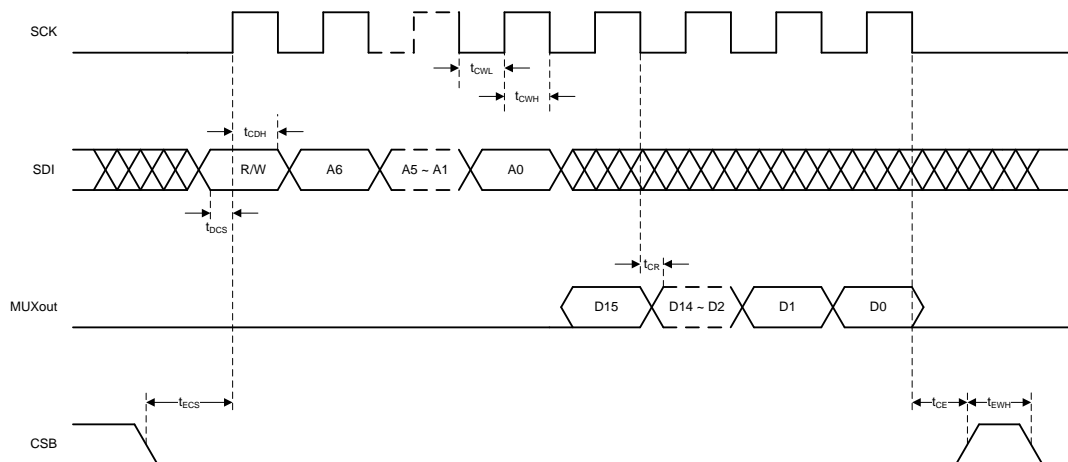 SCK
tCWL
tCWH
tCDH
SDI
R/W
A6
A5 ~ A1
A0
tDCS
tCR
MUXout
D15
D14 ~ D2
D1
D0
tECS
tCE
tEWH
CSB